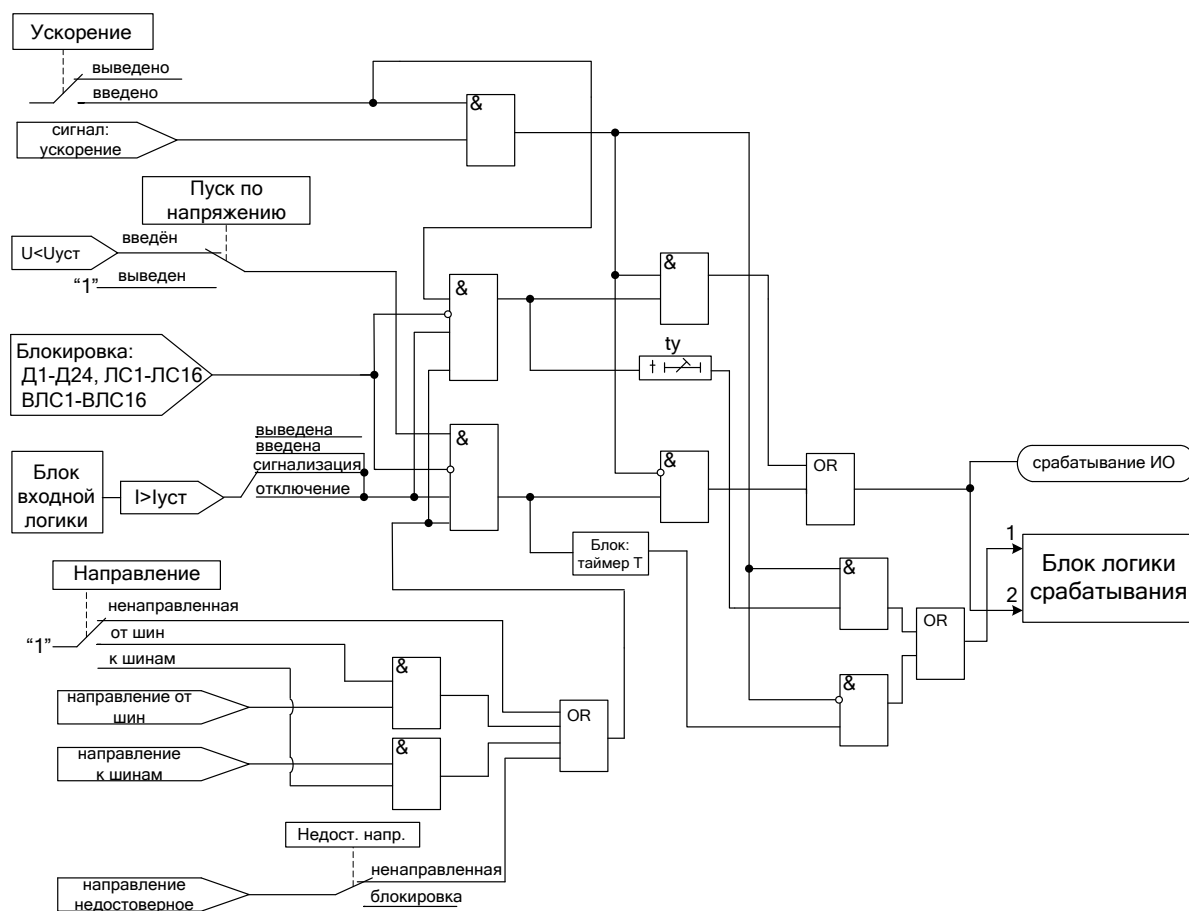 Ускорение
выведено
введено
сигнал:
ускорение
&
Пуск по
напряжению
U<Uуст
введён
“1”
выведен
&
&
ty
t
Блокировка:
Д1-Д24, ЛС1-ЛС16
ВЛС1-ВЛС16
выведена
введена
сигнализация
отключение
Блок
входной
логики
I>Iуст
&
&
OR
срабатывание ИО
Блок:
таймер Т
1
2
Блок логики
срабатывания
Направление
ненаправленная
“1”
от шин
к шинам
&
OR
&
направление от
шин
&
OR
&
направление
к шинам
Недост. напр.
ненаправленная
блокировка
направление
недостоверное